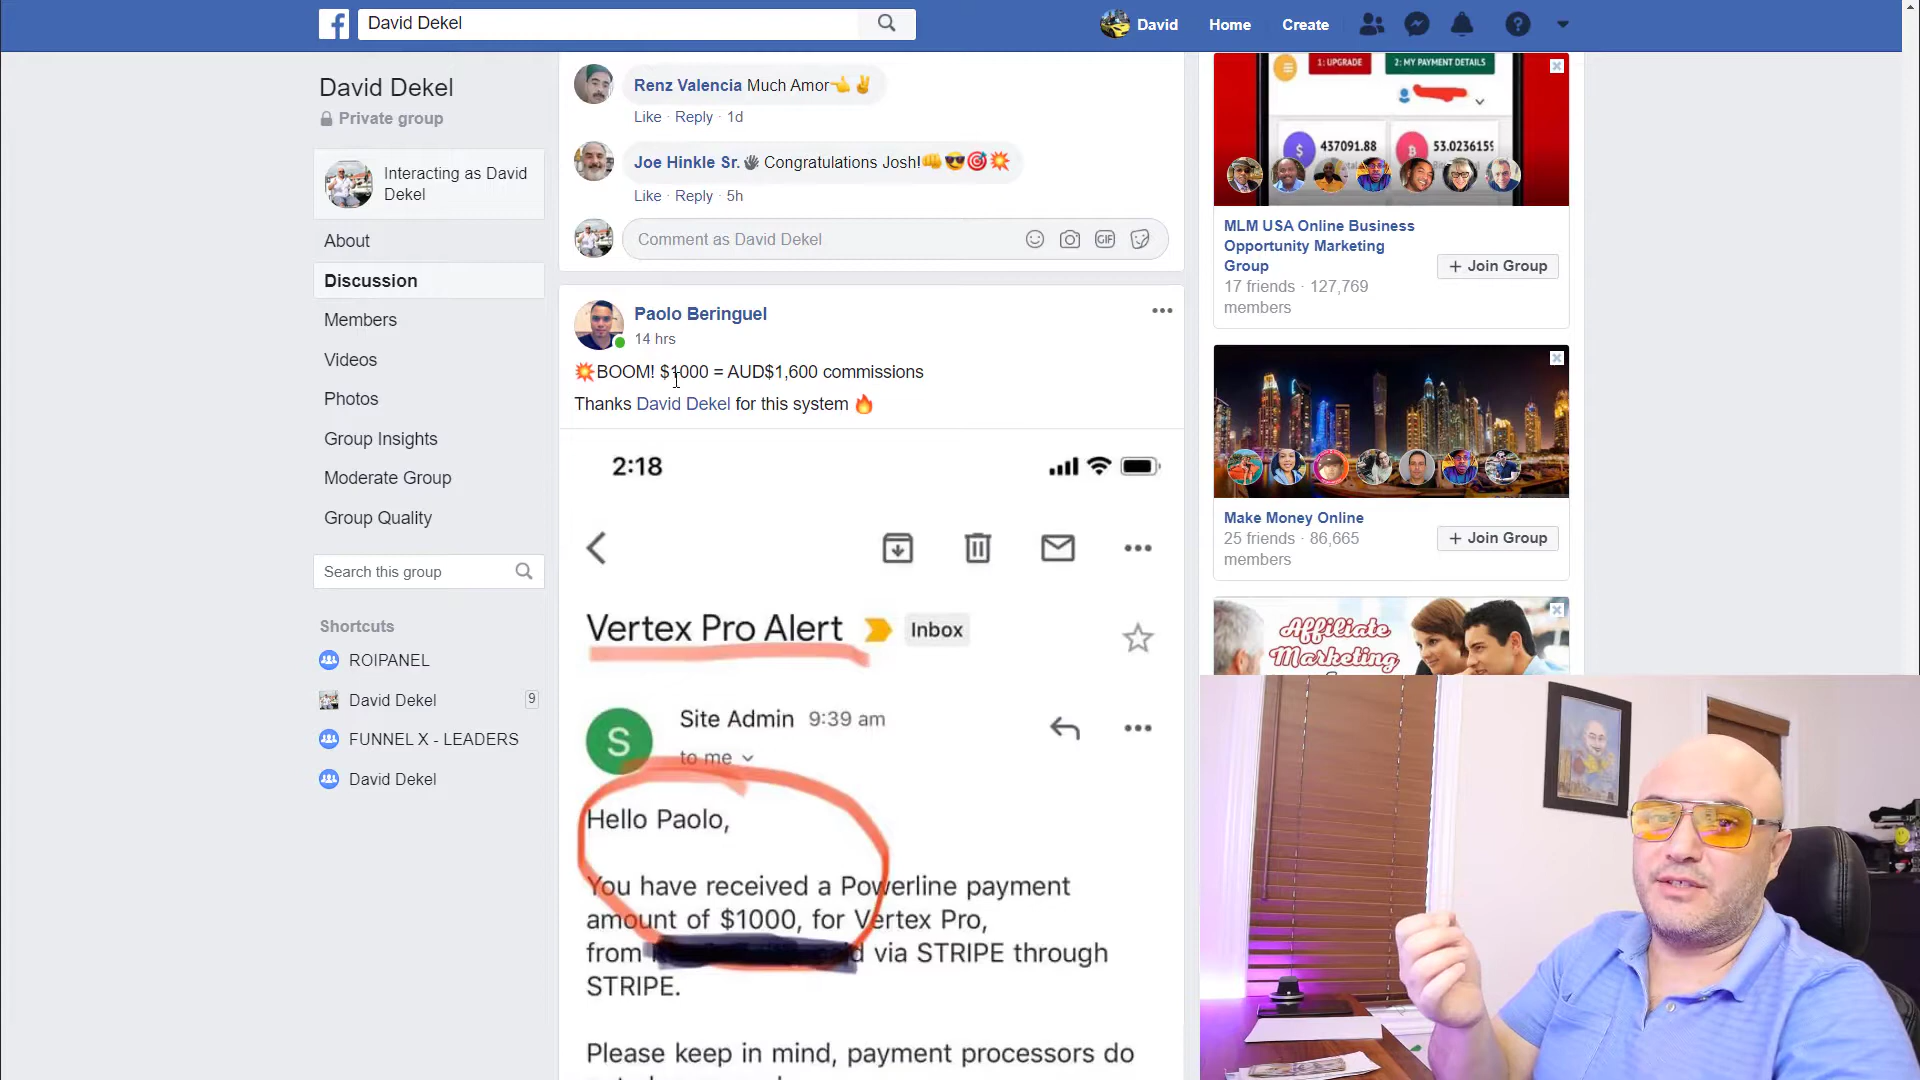 David Dekel
David
Home
Create
David Dekel
Private group
Interacting as David
Dekel
About
Discussion
Members
Videos
Photos
Group Insights
Moderate Group
Group Quality
Search this group
Shortcuts
ROIPANEL
David Dekel
9
FUNNEL X - LEADERS
David Dekel
Renz Valencia Much Amor👈✌
Like · Reply · 1d
Joe Hinkle Sr. 👋 Congratulations Josh!👊😎🎯💥
Like · Reply · 5h
Comment as David Dekel
GIF
Paolo Beringuel
14 hrs
💥BOOM! $1000 = AUD$1,600 commissions
Thanks David Dekel for this system 🔥
2:18
Vertex Pro Alert
Inbox
S
Site Admin 9:39 am
to me
Hello Paolo,
You have received a Powerline payment
amount of $1000, for Vertex Pro,
from
via STRIPE through
STRIPE.
Please keep in mind, payment processors do
1: UPGRADE
2: MY PAYMENT DETAILS
437091.88
53.0236159
MLM USA Online Business
Opportunity Marketing
Group
17 friends · 127,769
members
+ Join Group
Make Money Online
25 friends · 86,665
members
+ Join Group
Affiliate
Marketing